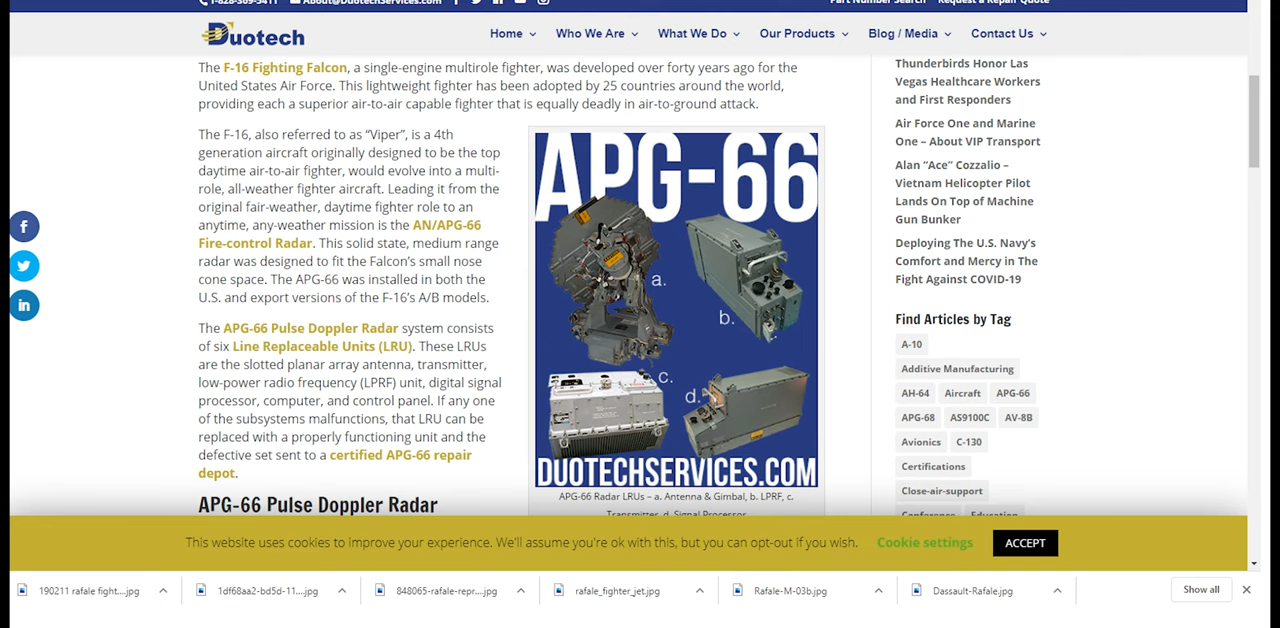 1-828-369-5411 About@DuotechServices.com Part Number Search Request a Repair Quote
Duotech
Home Who We Are What We Do Our Products Blog / Media Contact Us
The F-16 Fighting Falcon, a single-engine multirole fighter, was developed over forty years ago for the
United States Air Force. This lightweight fighter has been adopted by 25 countries around the world,
providing each a superior air-to-air capable fighter that is equally deadly in air-to-ground attack.
The F-16, also referred to as “Viper”, is a 4th
generation aircraft originally designed to be the top
daytime air-to-air fighter, would evolve into a multi-
role, all-weather fighter aircraft. Leading it from the
original fair-weather, daytime fighter role to an
anytime, any-weather mission is the AN/APG-66
Fire-control Radar. This solid state, medium range
radar was designed to fit the Falcon’s small nose
cone space. The APG-66 was installed in both the
U.S. and export versions of the F-16’s A/B models.
The APG-66 Pulse Doppler Radar system consists
of six Line Replaceable Units (LRU). These LRUs
are the slotted planar array antenna, transmitter,
low-power radio frequency (LPRF) unit, digital signal
processor, computer, and control panel. If any one
of the subsystems malfunctions, that LRU can be
replaced with a properly functioning unit and the
defective set sent to a certified APG-66 repair
depot.
APG-66 Pulse Doppler Radar
APG-66
a.
b.
c.
d.
DUOTECHSERVICES.COM
APG-66 Radar LRUs – a. Antenna & Gimbal, b. LPRF, c.
Transmitter, d. Signal Processor
Thunderbirds Honor Las
Vegas Healthcare Workers
and First Responders
Air Force One and Marine
One – About VIP Transport
Alan “Ace” Cozzalio –
Vietnam Helicopter Pilot
Lands On Top of Machine
Gun Bunker
Deploying The U.S. Navy’s
Comfort and Mercy in The
Fight Against COVID-19
Find Articles by Tag
A-10
Additive Manufacturing
AH-64 Aircraft APG-66
APG-68 AS9100C AV-8B
Avionics C-130
Certifications
Close-air-support
Conference Education
This website uses cookies to improve your experience. We'll assume you're ok with this, but you can opt-out if you wish. Cookie settings ACCEPT
190211 rafale fight....jpg 1df68aa2-bd5d-11....jpg 848065-rafale-repr....jpg rafale_fighter_jet.jpg Rafale-M-03b.jpg Dassault-Rafale.jpg Show all